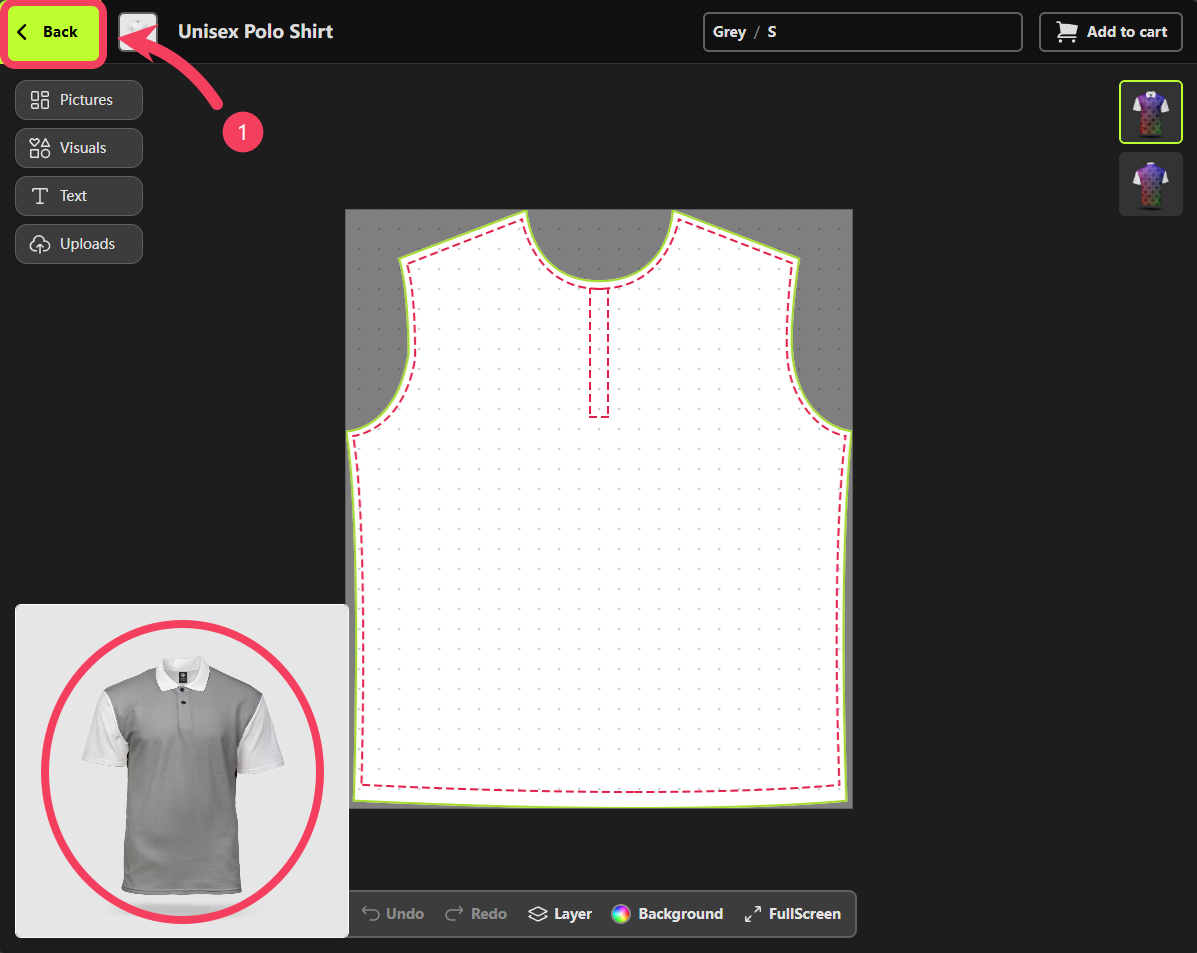 Back
Unisex Polo Shirt
Grey / S
Add to cart
1
Pictures
Visuals
Text
Uploads
Undo
Redo
Layer
Background
FullScreen